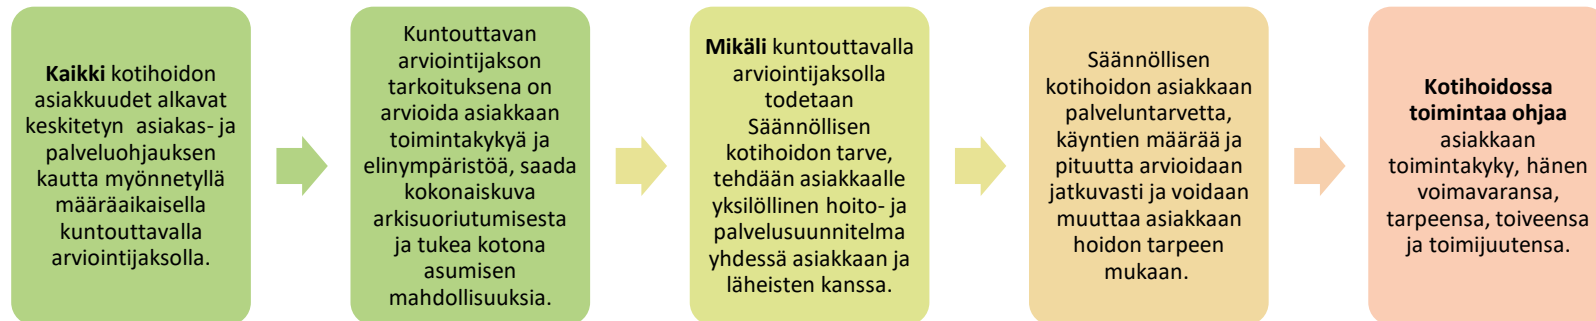 Kaikki kotihoidon
asiakkuudet alkavat
keskitetyn asiakas- ja
palveluohjauksen
kautta myönnetyllä
määräaikaisella
kuntouttavalla
arviointijaksolla.
Kuntouttavan
arviointijakson
tarkoituksena on
arvioida asiakkaan
toimintakykyä ja
elinympäristöä, saada
kokonaiskuva
arkisuoriutumisesta
ja tukea kotona
asumisen
mahdollisuuksia.
Mikäli kuntouttavalla
arviointijaksolla
todetaan
Säännöllisen
kotihoidon tarve,
tehdään asiakkaalle
yksilöllinen hoito- ja
palvelusuunnitelma
yhdessä asiakkaan ja
läheisten kanssa.
Säännöllisen
kotihoidon asiakkaan
palveluntarvetta,
käyntien määrää ja
pituutta arvioidaan
jatkuvasti ja voidaan
muuttaa asiakkaan
hoidon tarpeen
mukaan.
Kotihoidossa
toimintaa ohjaa
asiakkaan
toimintakyky, hänen
voimavaransa,
tarpeensa, toiveensa
ja toimijuutensa.